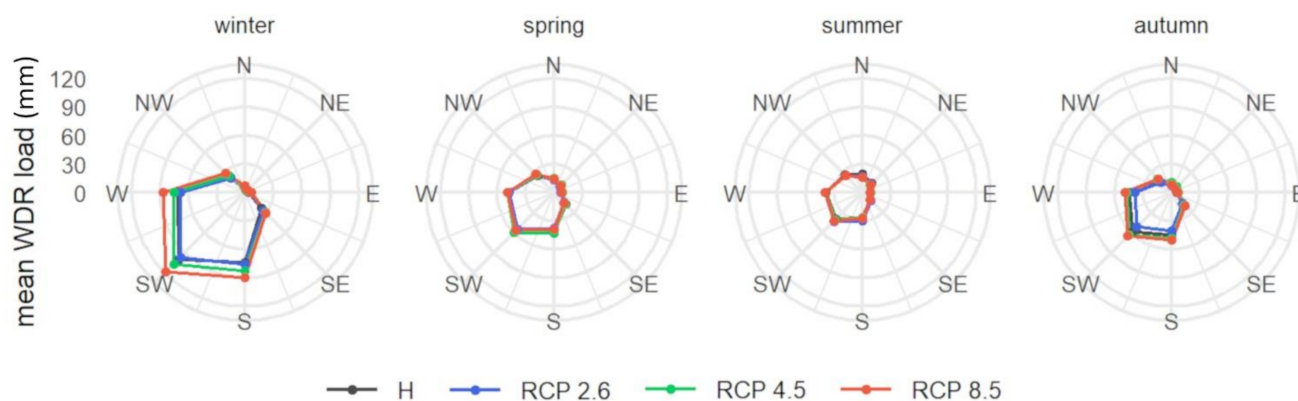 winter spring summer autumn
mean WDR load (mm)
120
90
60
30
0
N
NW NE
W E
SW SE
S
N
NW NE
W E
SW SE
S
N
NW NE
W E
SW SE
S
N
NW NE
W E
SW SE
S
H RCP 2.6 RCP 4.5 RCP 8.5